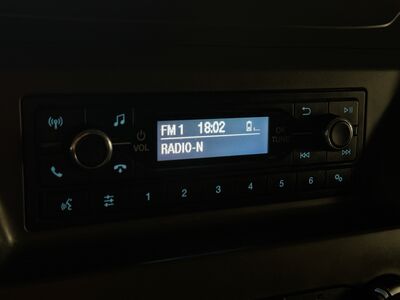 FM 1 18:02
RADIO-N
VOL
OK
TUNE
1 2 3 4 5 6